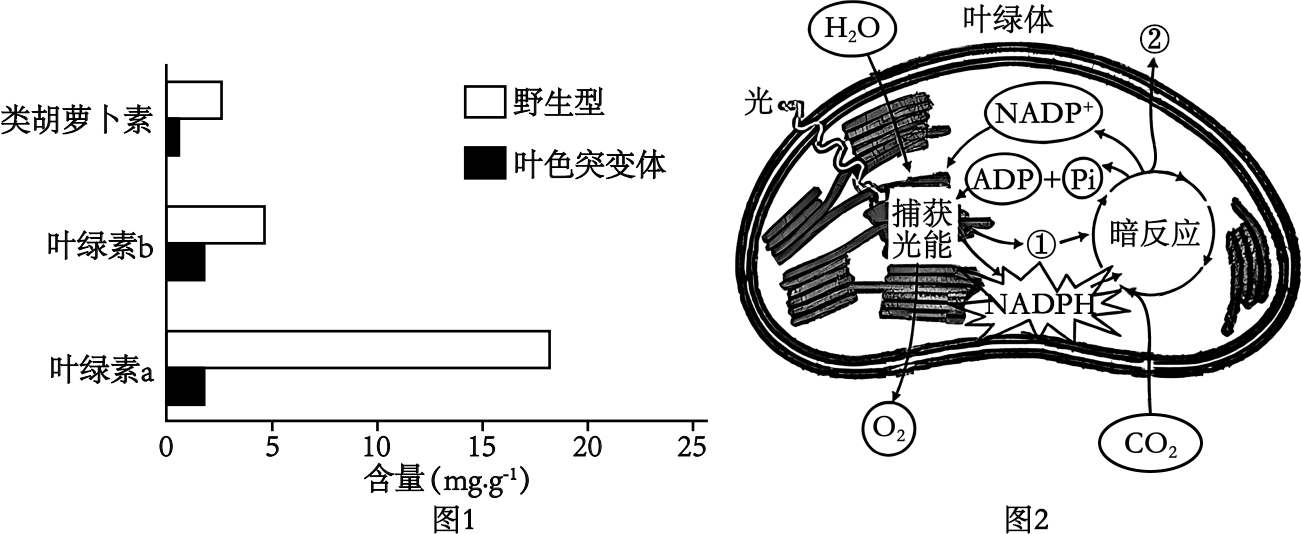 类胡萝卜素
叶绿素b
叶绿素a
野生型
叶色突变体
0 5 10 15 20 25
含量(mg.g⁻¹)
图1
叶绿体
H₂O
②
光
NADP⁺
ADP+Pi
捕获
光能
①
暗反应
NADPH
O₂
CO₂
图2